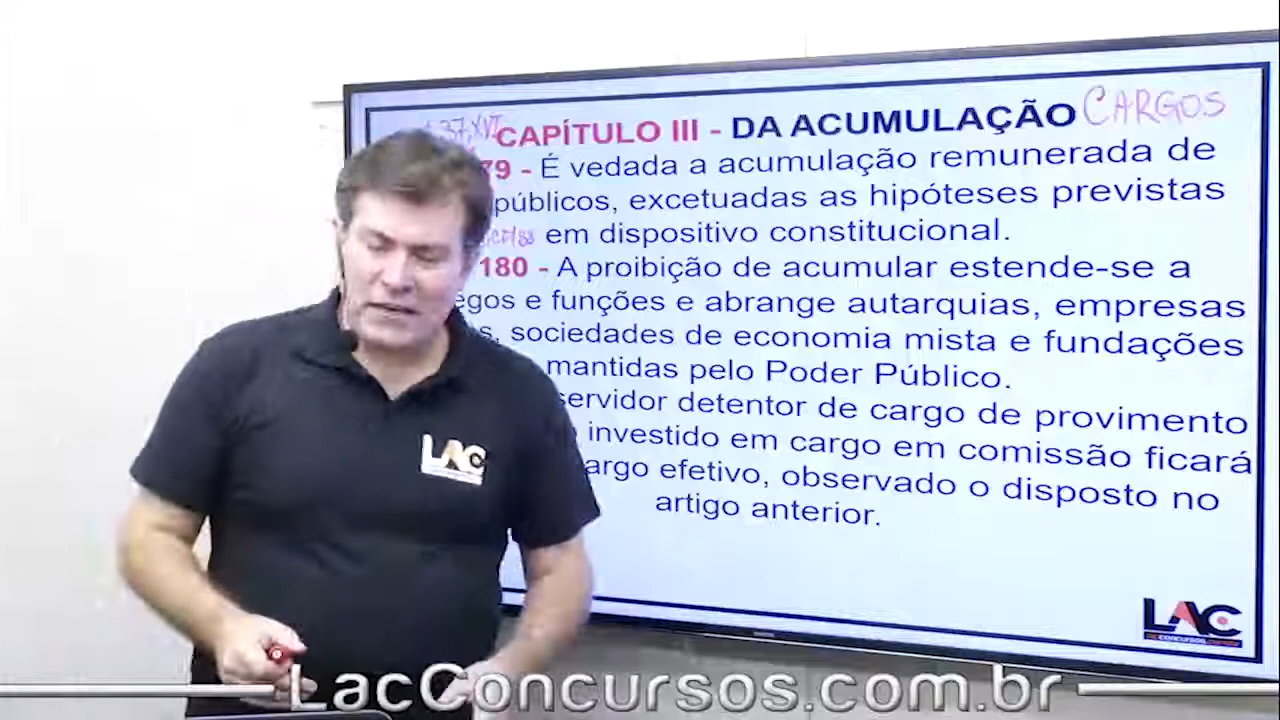 37, XVI CAPÍTULO III - DA ACUMULAÇÃO CARGOS
79 - É vedada a acumulação remunerada de
públicos, excetuadas as hipóteses previstas
em dispositivo constitucional.
180 - A proibição de acumular estende-se a
egos e funções e abrange autarquias, empresas
s, sociedades de economia mista e fundações
mantidas pelo Poder Público.
servidor detentor de cargo de provimento
investido em cargo em comissão ficará
argo efetivo, observado o disposto no
artigo anterior.
LAC
LAC
LacConcursos.com.br